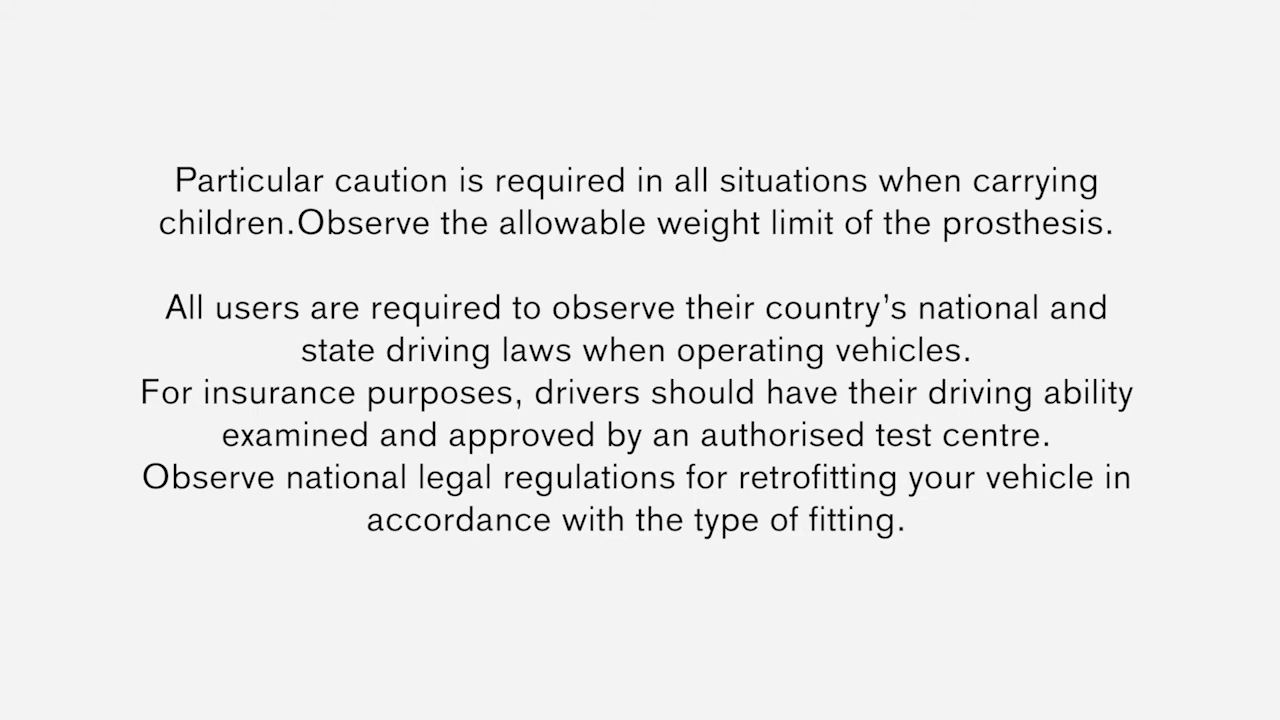 Particular caution is required in all situations when carrying
children.Observe the allowable weight limit of the prosthesis.
All users are required to observe their country’s national and
state driving laws when operating vehicles.
For insurance purposes, drivers should have their driving ability
examined and approved by an authorised test centre.
Observe national legal regulations for retrofitting your vehicle in
accordance with the type of fitting.